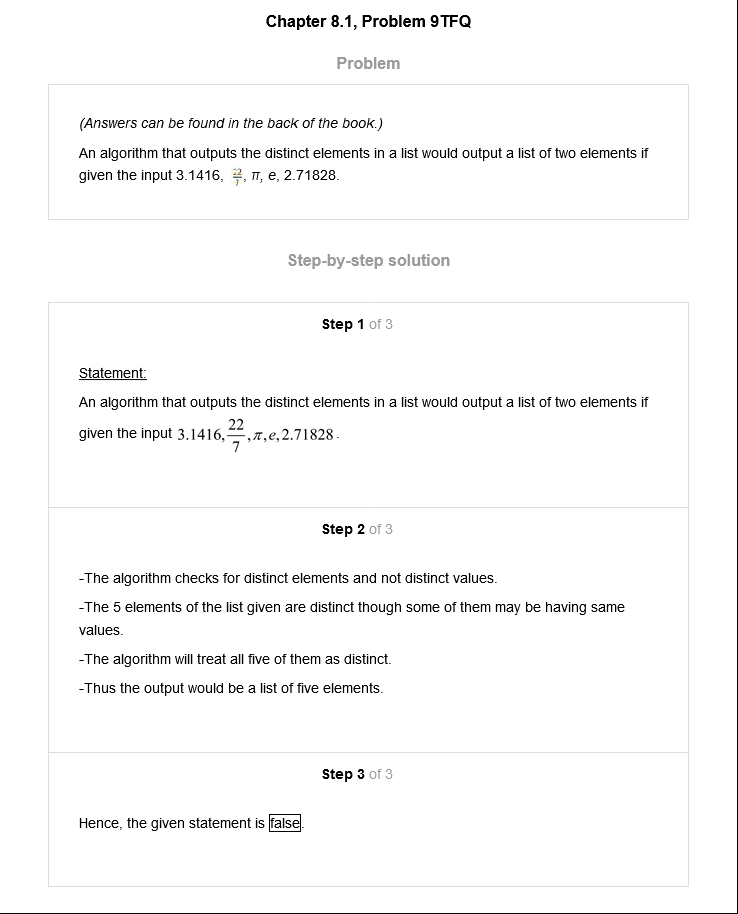 Chapter 8.1, Problem 9TFQ
Problem
(Answers can be found in the back of the book.)
An algorithm that outputs the distinct elements in a list would output a list of two elements if
given the input 3.1416, 22/7, π, e, 2.71828.
Step-by-step solution
Step 1 of 3
Statement:
An algorithm that outputs the distinct elements in a list would output a list of two elements if
given the input 3.1416, 22/7, π, e, 2.71828.
Step 2 of 3
-The algorithm checks for distinct elements and not distinct values.
-The 5 elements of the list given are distinct though some of them may be having same
values.
-The algorithm will treat all five of them as distinct.
-Thus the output would be a list of five elements.
Step 3 of 3
Hence, the given statement is false.